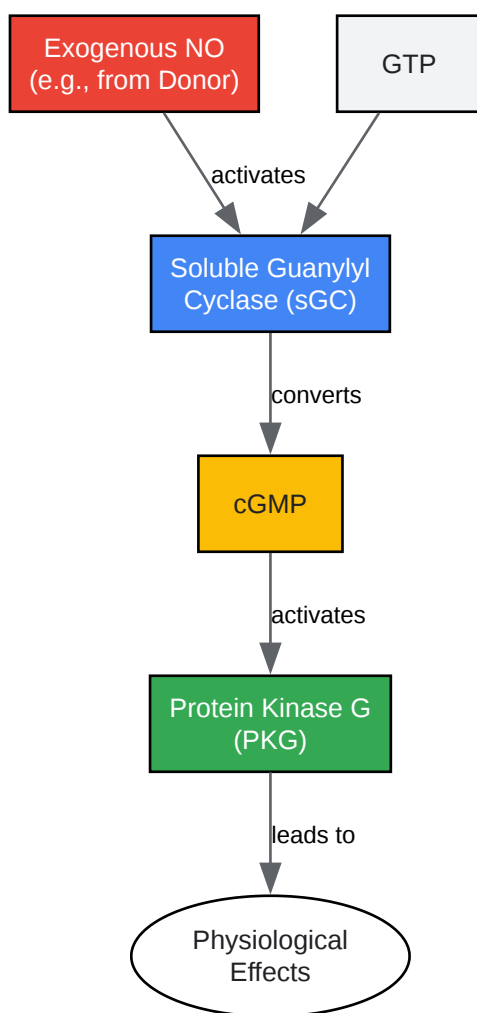 Exogenous NO
(e.g., from Donor)
GTP
activates
Soluble Guanylyl
Cyclase (sGC)
converts
cGMP
activates
Protein Kinase G
(PKG)
leads to
Physiological
Effects